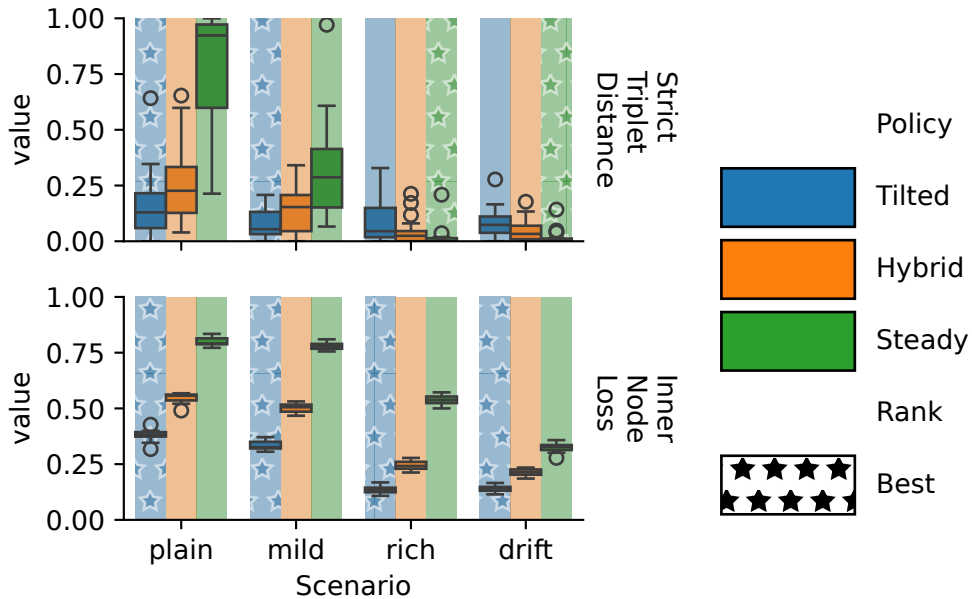 1.00
0.75
0.50
0.25
0.00
value
Strict
Triplet
Distance
1.00
0.75
0.50
0.25
0.00
value
Inner
Node
Loss
plain mild rich drift
Scenario
Policy
Tilted
Hybrid
Steady
Rank
Best